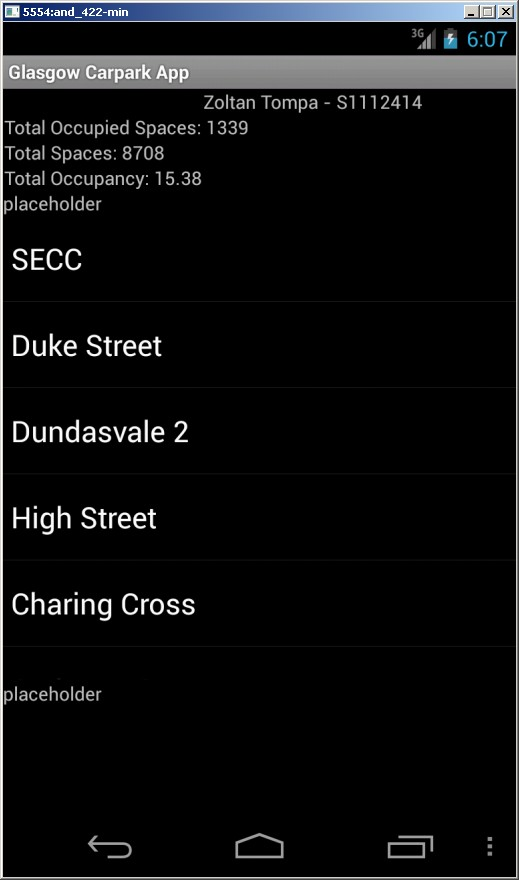 5554:and_422-min
3G 6:07
Glasgow Carpark App
Zoltan Tompa - S1112414
Total Occupied Spaces: 1339
Total Spaces: 8708
Total Occupancy: 15.38
placeholder
SECC
Duke Street
Dundasvale 2
High Street
Charing Cross
placeholder